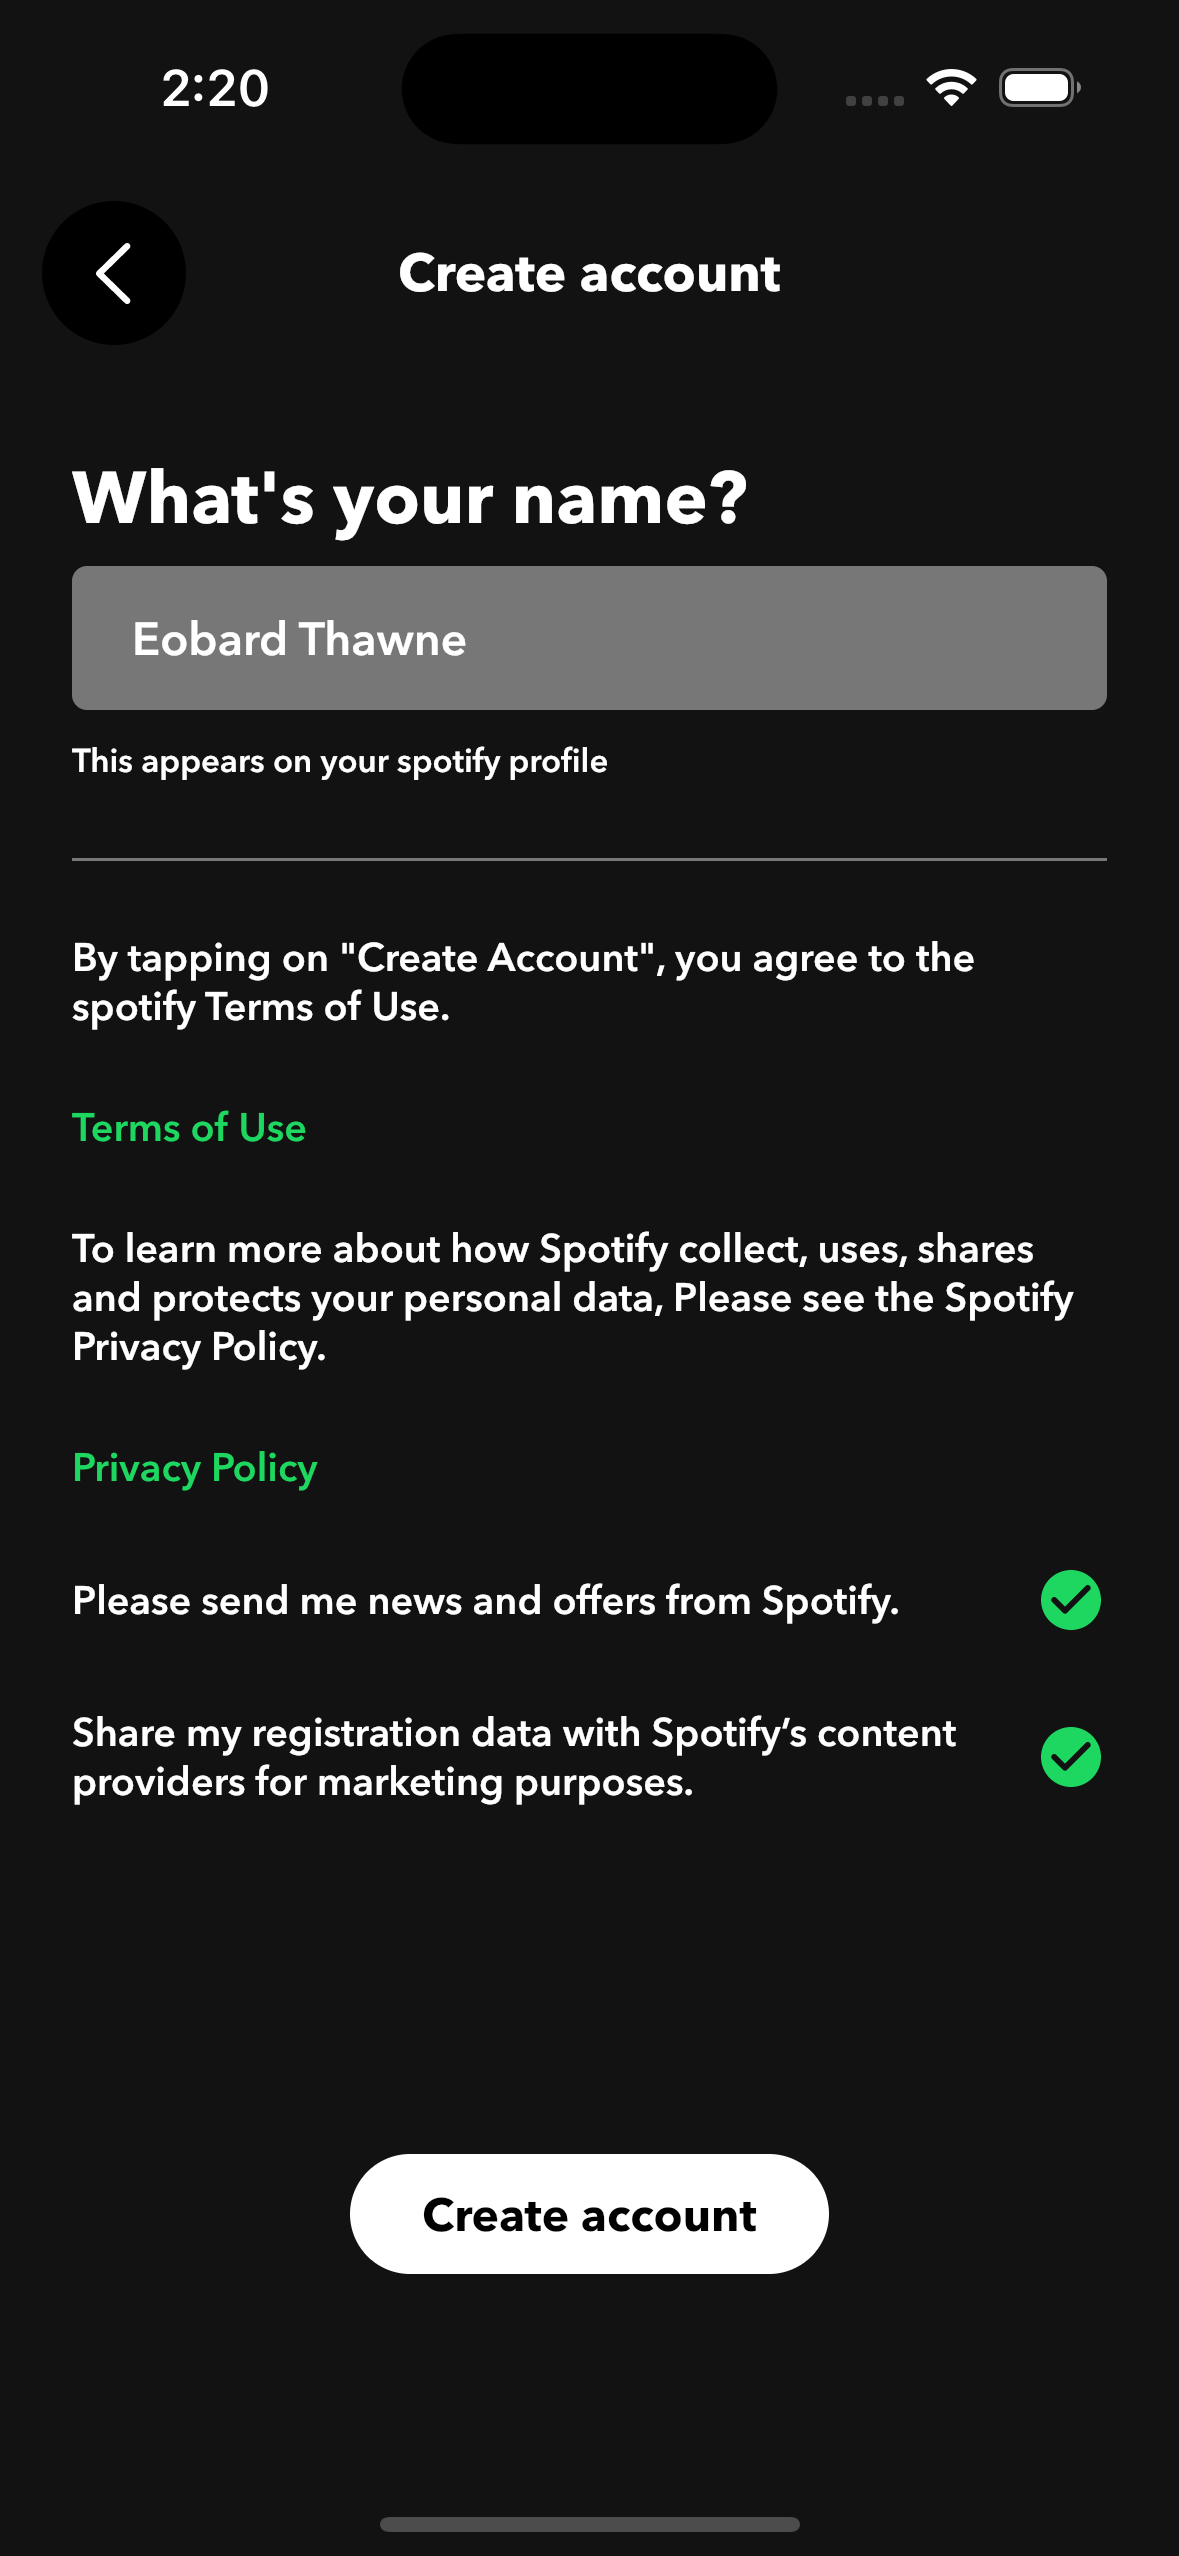 2:20
Create account
What's your name?
Eobard Thawne
This appears on your spotify profile
By tapping on "Create Account", you agree to the
spotify Terms of Use.
Terms of Use
To learn more about how Spotify collect, uses, shares
and protects your personal data, Please see the Spotify
Privacy Policy.
Privacy Policy
Please send me news and offers from Spotify.
Share my registration data with Spotify’s content
providers for marketing purposes.
Create account